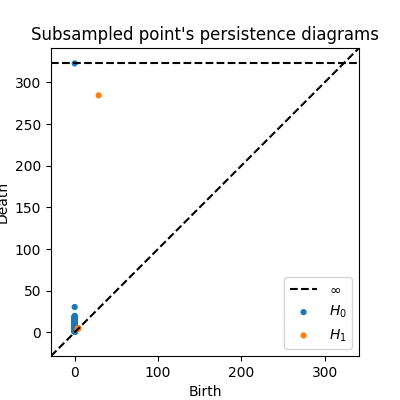 Subsampled point's persistence diagrams
300
250
200
150
100
50
0
Death
0 100 200 300
Birth
∞
H₀
H₁